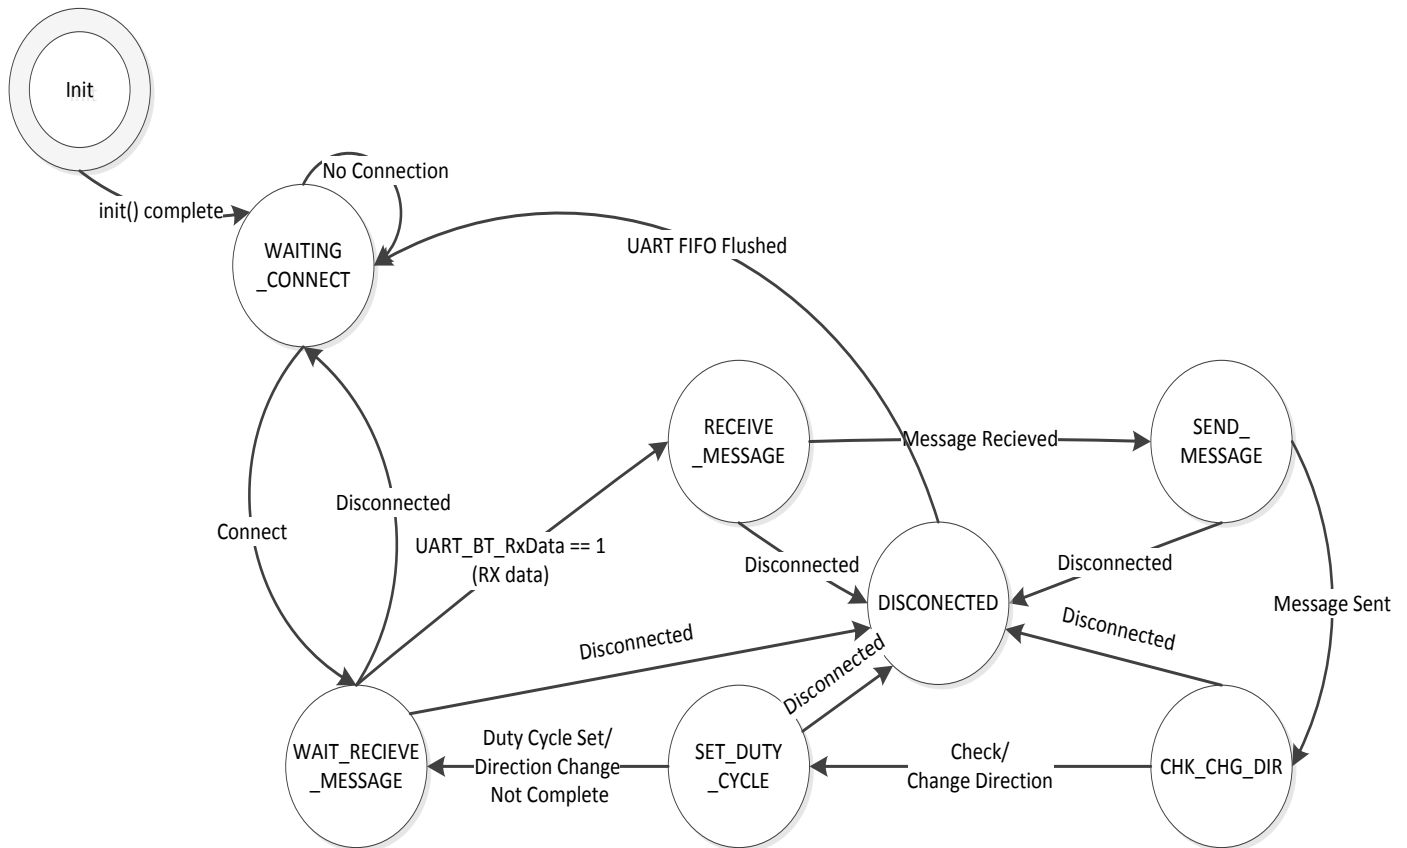 Init
No Connection
init() complete
WAITING
_CONNECT
UART FIFO Flushed
RECEIVE
_MESSAGE
Message Recieved
SEND_
MESSAGE
Disconnected
Connect
UART_BT_RxData == 1
(RX data)
Disconnected
Disconnected
DISCONECTED
Message Sent
Disconnected
Disconnected
Disconnected
WAIT_RECIEVE
_MESSAGE
Duty Cycle Set/
Direction Change
Not Complete
SET_DUTY
_CYCLE
Check/
Change Direction
CHK_CHG_DIR